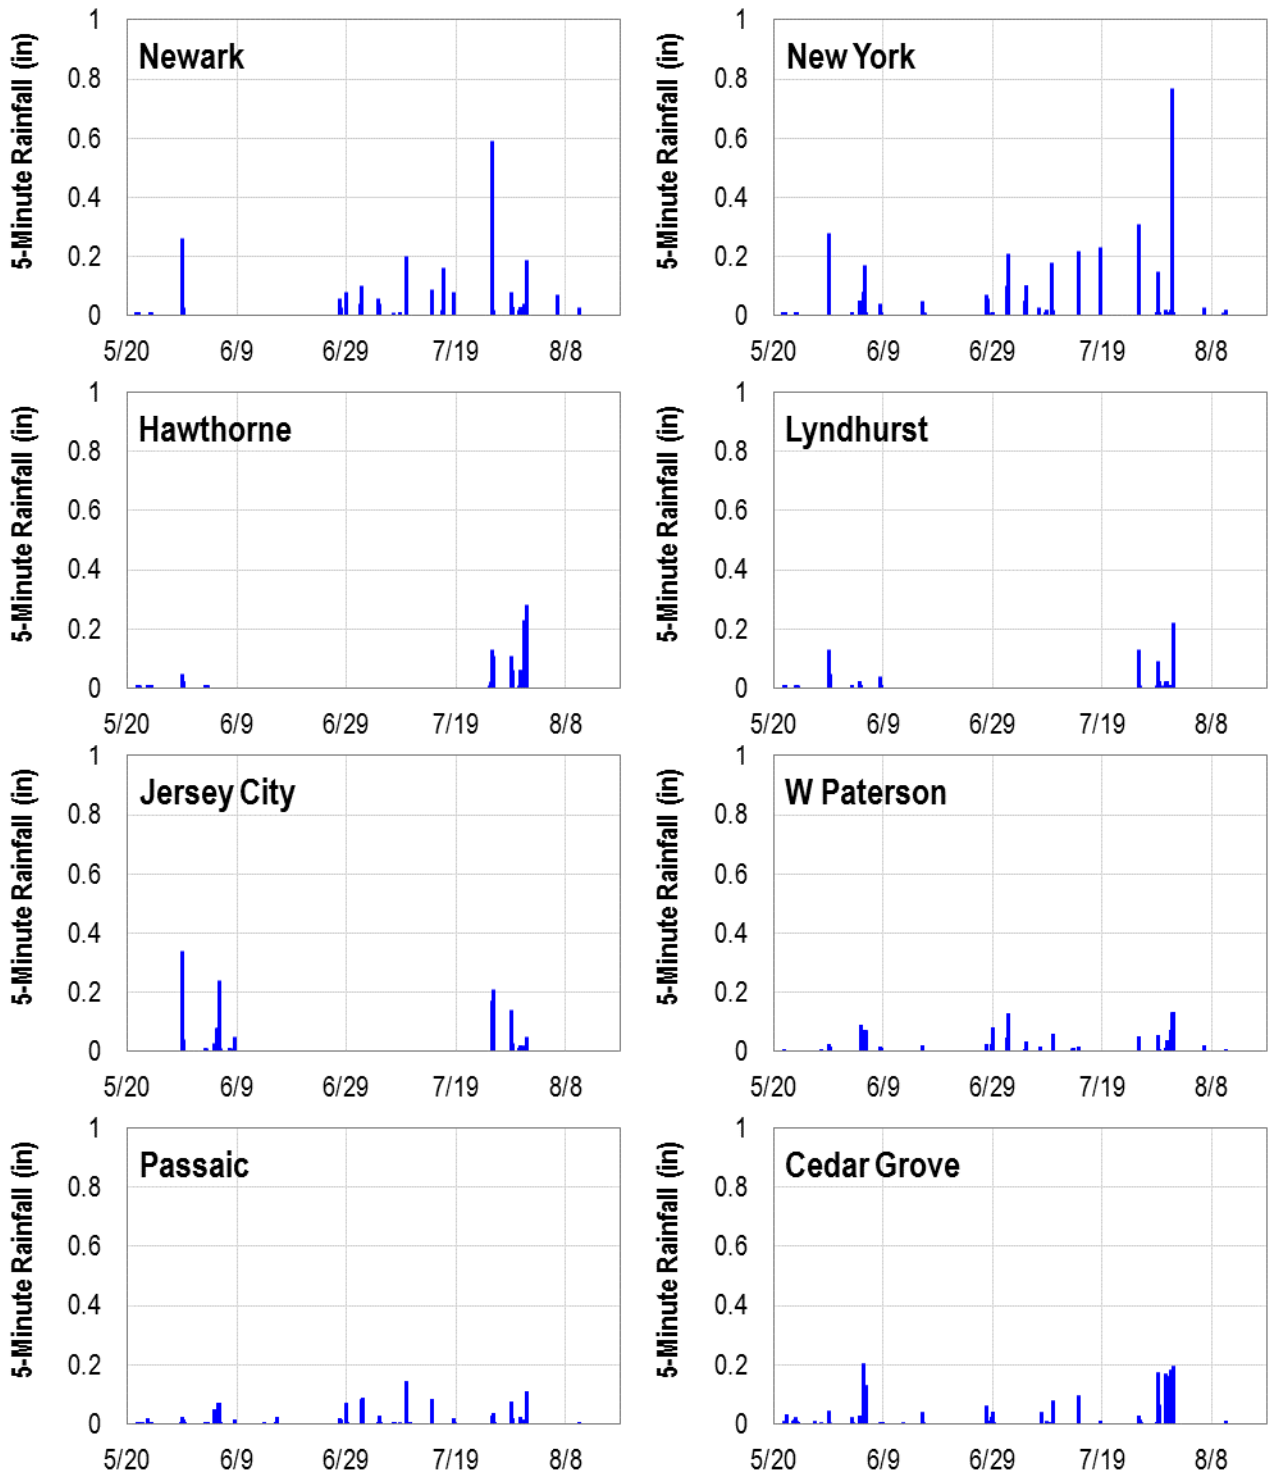 5-Minute Rainfall (in)
1
0.8
0.6
0.4
0.2
0
Newark
5/20 6/9 6/29 7/19 8/8
5-Minute Rainfall (in)
1
0.8
0.6
0.4
0.2
0
New York
5/20 6/9 6/29 7/19 8/8
5-Minute Rainfall (in)
1
0.8
0.6
0.4
0.2
0
Hawthorne
5/20 6/9 6/29 7/19 8/8
5-Minute Rainfall (in)
1
0.8
0.6
0.4
0.2
0
Lyndhurst
5/20 6/9 6/29 7/19 8/8
5-Minute Rainfall (in)
1
0.8
0.6
0.4
0.2
0
Jersey City
5/20 6/9 6/29 7/19 8/8
5-Minute Rainfall (in)
1
0.8
0.6
0.4
0.2
0
W Paterson
5/20 6/9 6/29 7/19 8/8
5-Minute Rainfall (in)
1
0.8
0.6
0.4
0.2
0
Passaic
5/20 6/9 6/29 7/19 8/8
5-Minute Rainfall (in)
1
0.8
0.6
0.4
0.2
0
Cedar Grove
5/20 6/9 6/29 7/19 8/8